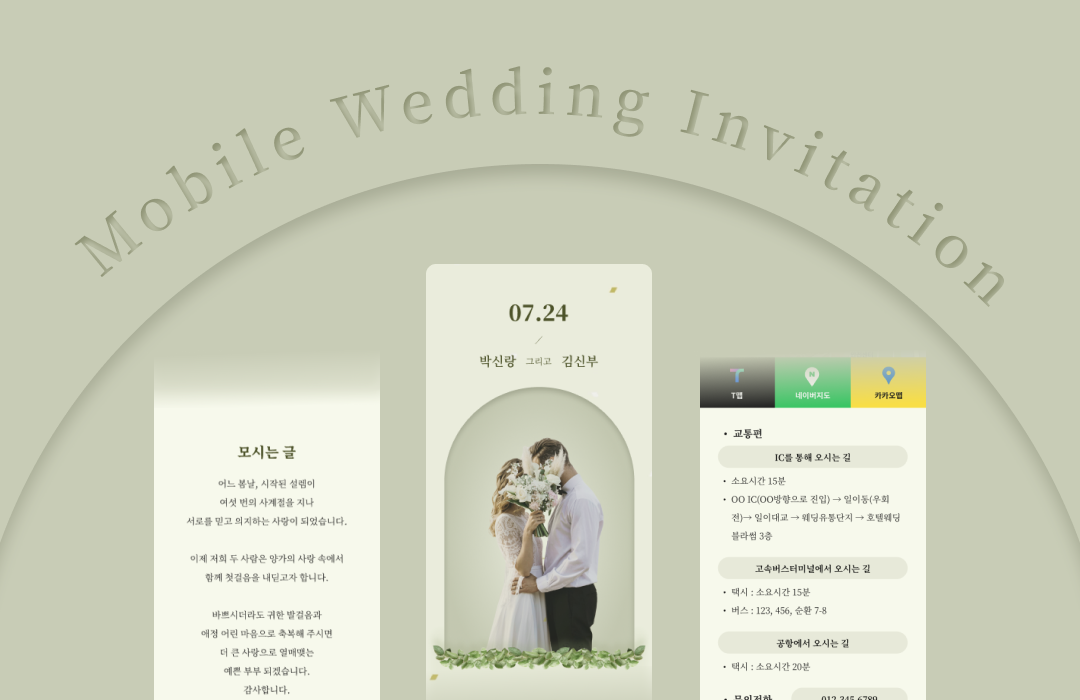 Mobile Wedding Invitation
07.24
박신랑 그리고 김신부
모시는 글
어느 봄날, 시작된 설렘이
여섯 번의 사계절을 지나
서로를 믿고 의지하는 사랑이 되었습니다.
이제 저희 두 사람은 양가의 사랑 속에서
함께 첫걸음을 내딛고자 합니다.
바쁘시더라도 귀한 발걸음과
애정 어린 마음으로 축복해 주시면
더 큰 사랑으로 열매맺는
예쁜 부부 되겠습니다.
감사합니다.
T맵
네이버지도
카카오맵
• 교통편
IC를 통해 오시는 길
• 소요시간 15분
• OO IC(OO방향으로 진입) → 일이동(우회
전)→ 일이대교 → 웨딩유통단지 → 호텔웨딩
블라썸 3층
고속버스터미널에서 오시는 길
• 택시 : 소요시간 15분
• 버스 : 123, 456, 순환 7-8
공항에서 오시는 길
• 택시 : 소요시간 20분
• 문의전화 012-345-6789